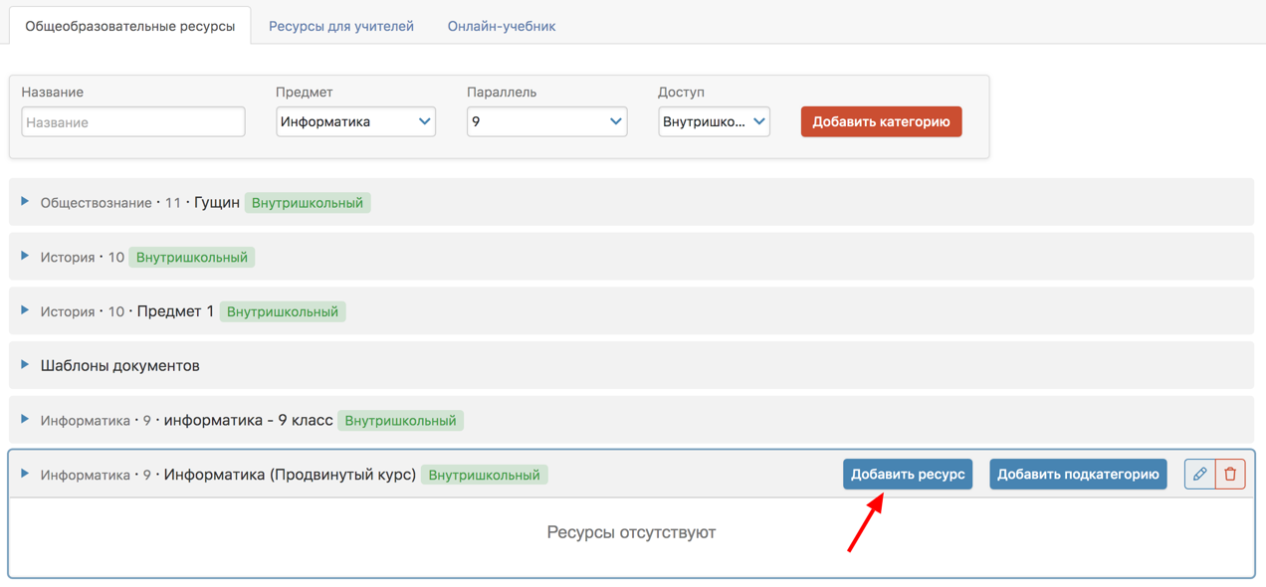 Общеобразовательные ресурсы Ресурсы для учителей Онлайн-учебник
Название Предмет Параллель Доступ
Название Информатика 9 Внутришко... Добавить категорию
Обществознание · 11 · Гущин Внутришкольный
История · 10 Внутришкольный
История · 10 · Предмет 1 Внутришкольный
Шаблоны документов
Информатика · 9 · информатика - 9 класс Внутришкольный
Информатика · 9 · Информатика (Продвинутый курс) Внутришкольный Добавить ресурс Добавить подкатегорию
Ресурсы отсутствуют